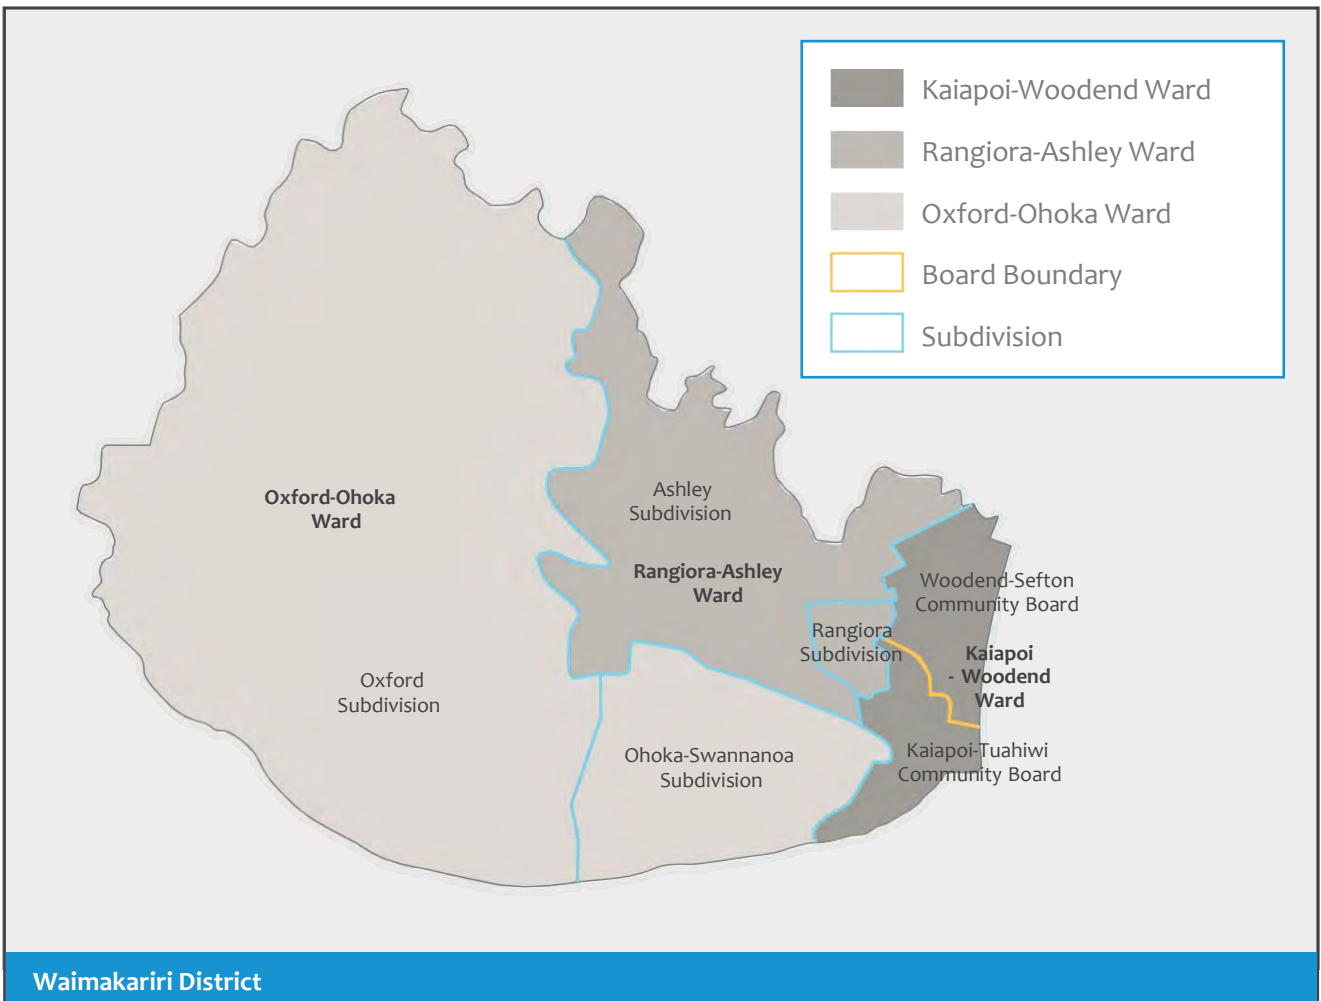 Kaiapoi-Woodend Ward
Rangiora-Ashley Ward
Oxford-Ohoka Ward
Board Boundary
Subdivision
Oxford-Ohoka
Ward
Ashley
Subdivision
Rangiora-Ashley
Ward
Woodend-Sefton
Community Board
Rangiora
Subdivision
Kaiapoi
- Woodend
Ward
Oxford
Subdivision
Ohoka-Swannanoa
Subdivision
Kaiapoi-Tuahiwi
Community Board
Waimakariri District